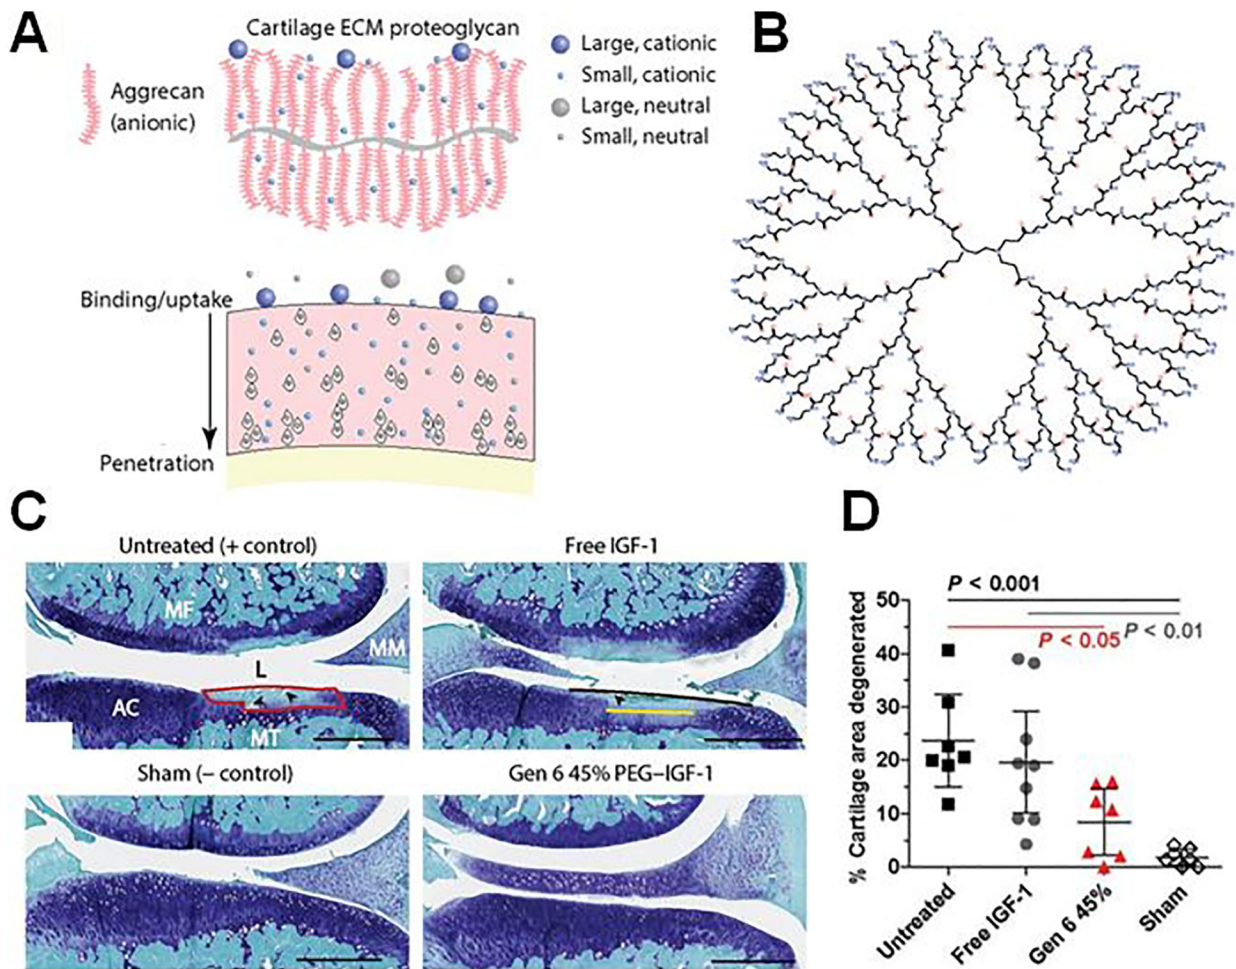 A
Cartilage ECM proteoglycan
Aggrecan
(anionic)
Large, cationic
Small, cationic
Large, neutral
Small, neutral
Binding/uptake
Penetration
B
C
Untreated (+ control)
MF
MM
L
AC
MT
Free IGF-1
Sham (− control)
Gen 6 45% PEG–IGF-1
D
P < 0.001
P < 0.01
P < 0.05
% Cartilage area degenerated
50
40
30
20
10
0
Untreated
Free IGF-1
Gen 6 45%
Sham